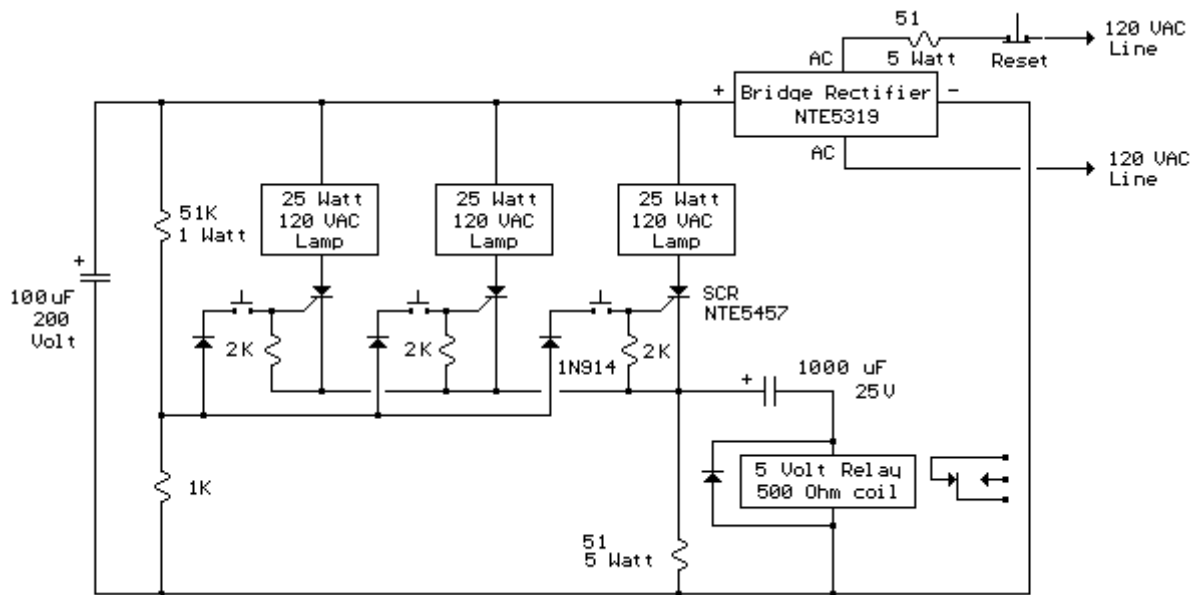 51
5 Watt
Reset
120 VAC
Line
AC
+
Bridge Rectifier
NTE5319
-
AC
120 VAC
Line
51K
1 Watt
25 Watt
120 VAC
Lamp
25 Watt
120 VAC
Lamp
25 Watt
120 VAC
Lamp
+
100uF
200
Volt
SCR
NTE5457
2K
2K
1N914
2K
1000 uF
25V
+
1K
5 Volt Relay
500 Ohm coil
51
5 Watt